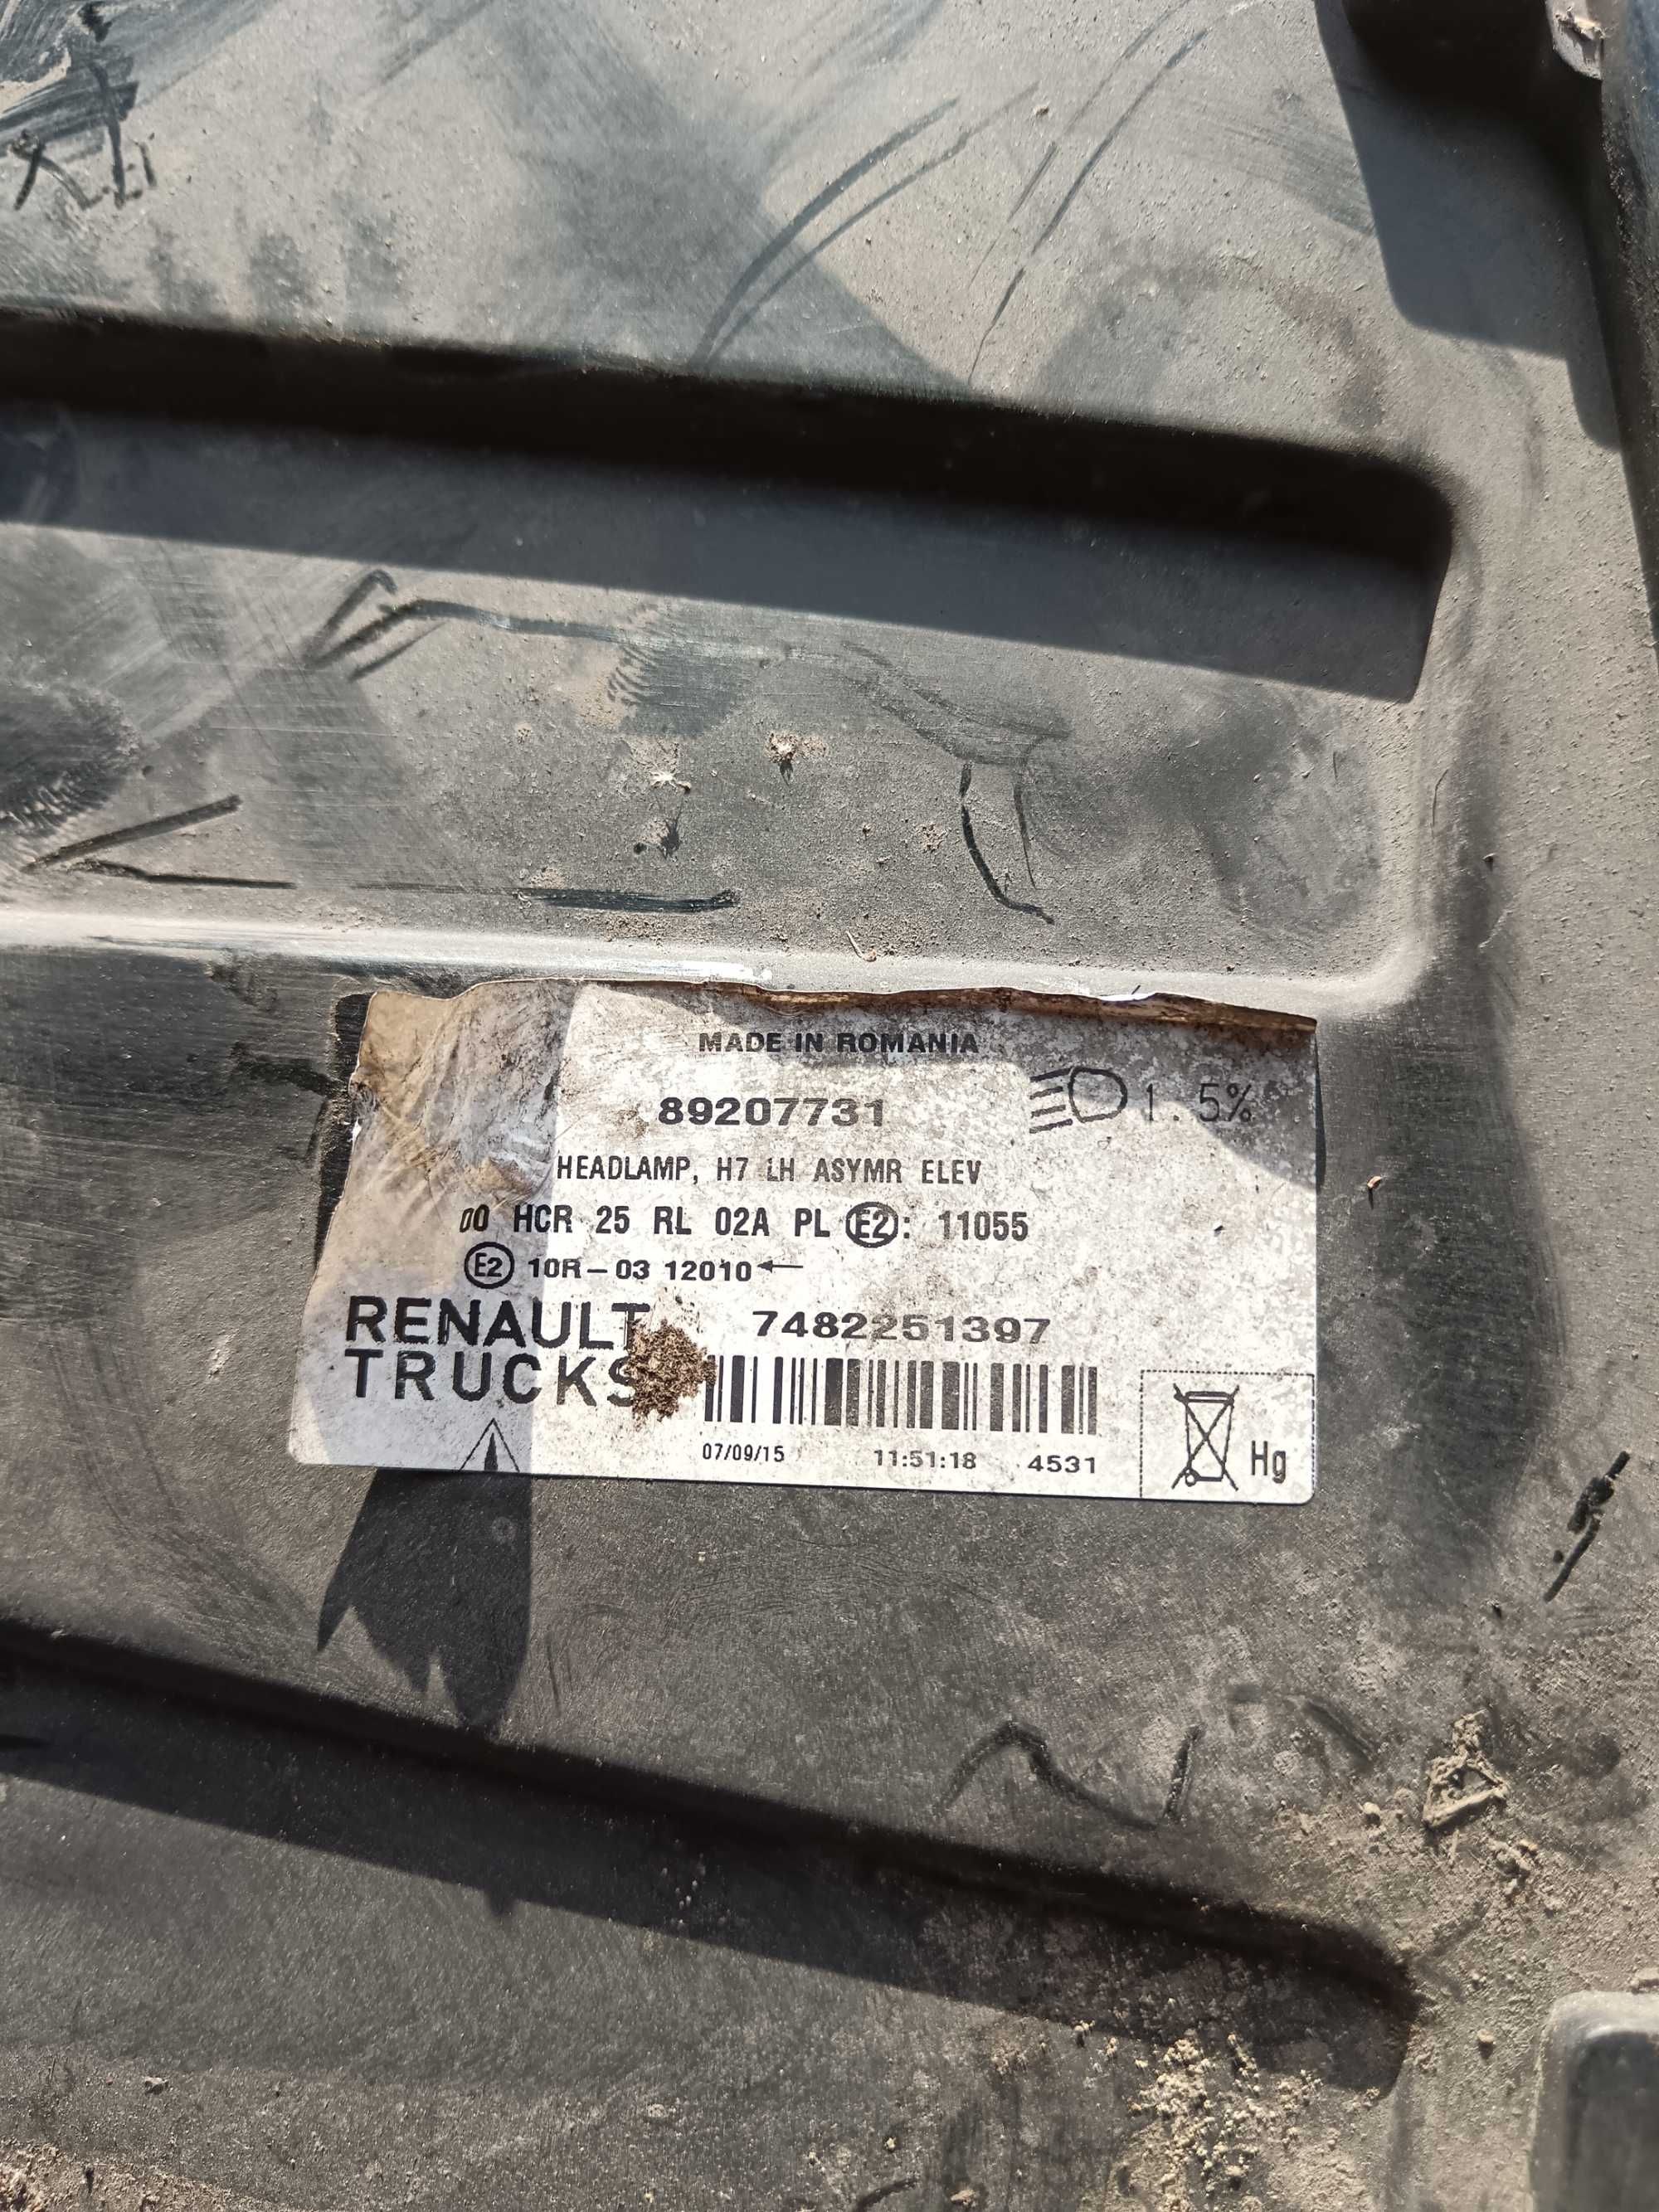 MADE IN ROMANIA
89207731
1.5%
HEADLAMP, H7 LH ASYMR ELEV
00 HCR 25 RL 02A PL E2: 11055
E2 10R-03 12010←
RENAULT
TRUCKS
7482251397
07/09/15 11:51:18 4531
Hg